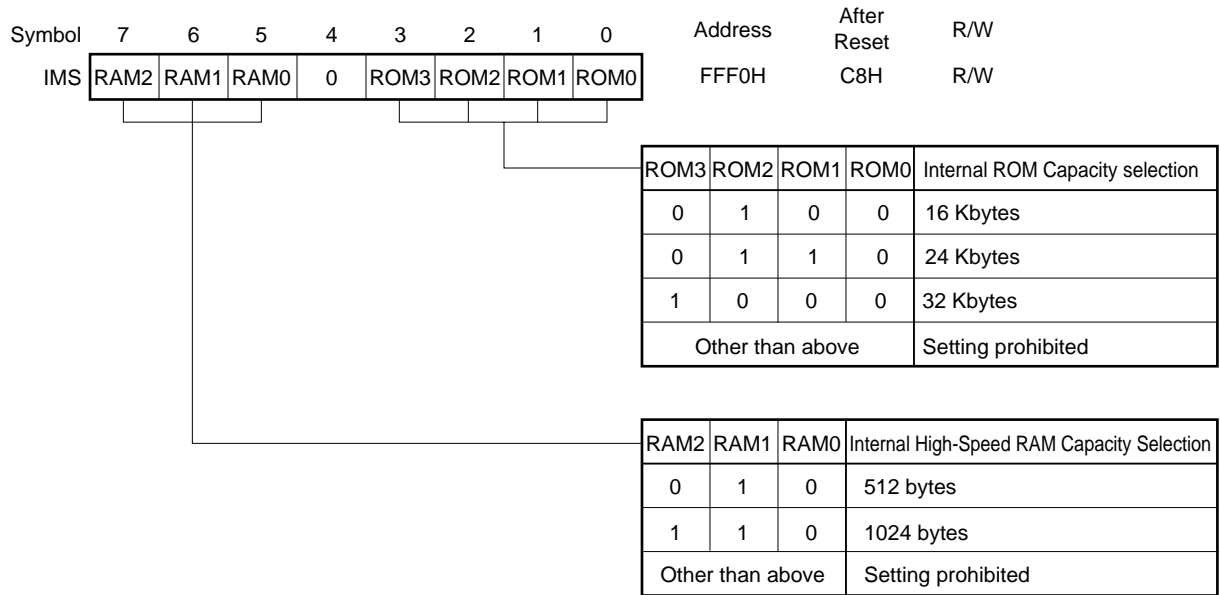 Symbol 7 6 5 4 3 2 1 0 Address After Reset R/W
IMS RAM2 RAM1 RAM0 0 ROM3 ROM2 ROM1 ROM0 FFF0H C8H R/W
ROM3 ROM2 ROM1 ROM0 Internal ROM Capacity selection
0 1 0 0 16 Kbytes
0 1 1 0 24 Kbytes
1 0 0 0 32 Kbytes
Other than above Setting prohibited
RAM2 RAM1 RAM0 Internal High-Speed RAM Capacity Selection
0 1 0 512 bytes
1 1 0 1024 bytes
Other than above Setting prohibited